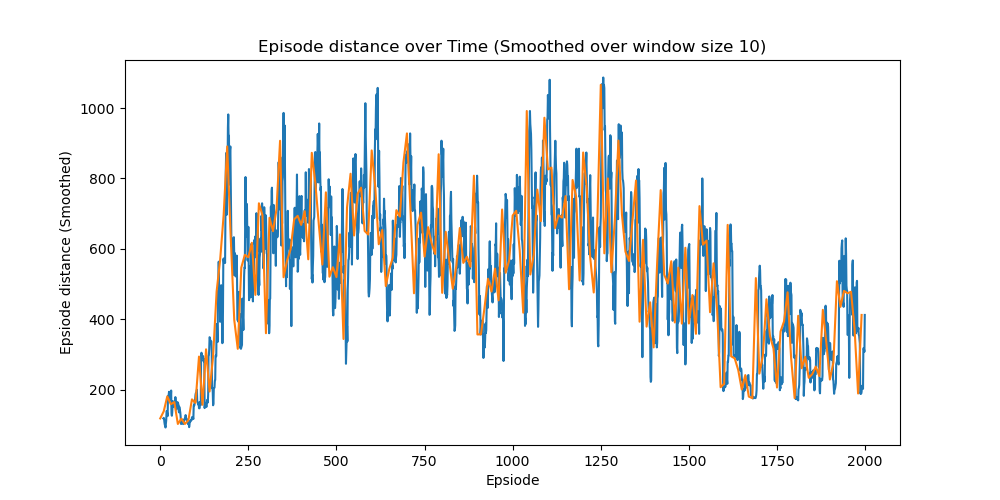 Episode distance over Time (Smoothed over window size 10)
Epsiode distance (Smoothed)
1000
800
600
400
200
0 250 500 750 1000 1250 1500 1750 2000
Epsiode